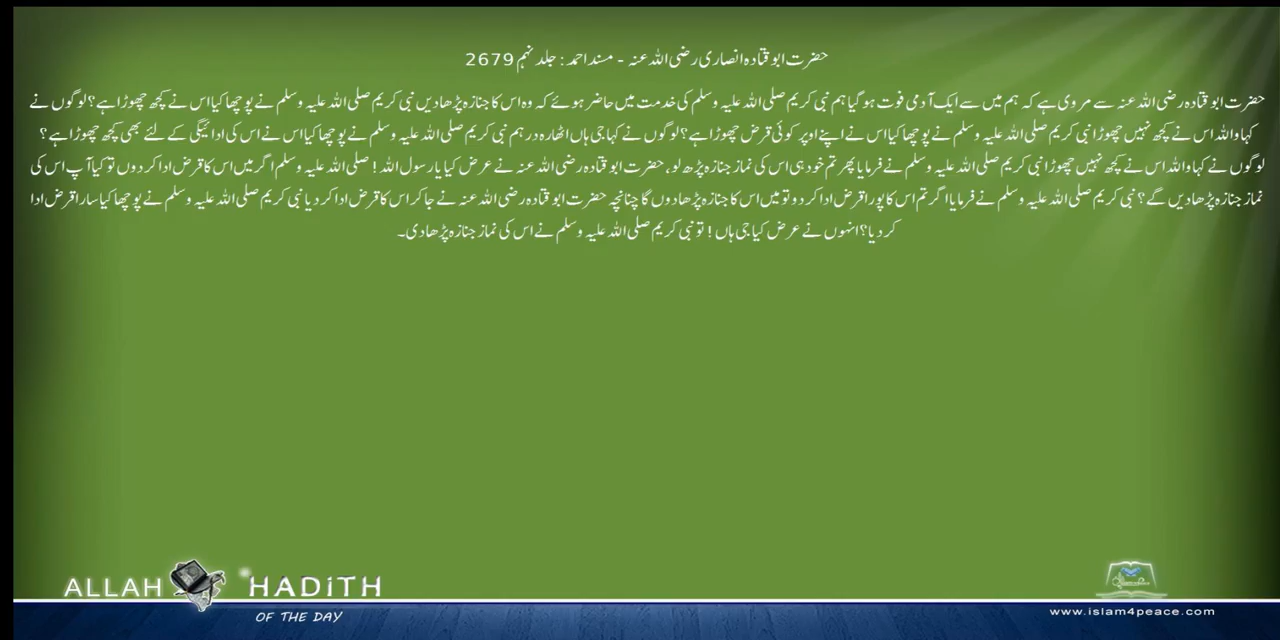 حضرت ابو قتادہ انصاری رضی اللہ عنہ - مسند احمد : جلد نہم 2679
حضرت ابوقتادہ رضی اللہ عنہ سے مروی ہے کہ ہم میں سے ایک آدمی فوت ہوگیا ہم نبی کریم صلی اللہ علیہ وسلم کی خدمت میں حاضر ہوئے کہ وہ اس کا جنازہ پڑھا دیں نبی کریم صلی اللہ علیہ وسلم نے پوچھا کیا اس نے کچھ چھوڑا ہے؟ لوگوں نے
کہا واللہ اس نے کچھ نہیں چھوڑا نبی کریم صلی اللہ علیہ وسلم نے پوچھا کیا اس نے اپنے اوپر کوئی قرض چھوڑا ہے؟ لوگوں نے کہا جی ہاں اٹھارہ درہم نبی کریم صلی اللہ علیہ وسلم نے پوچھا کیا اس نے اس کی ادائیگی کے لئے بھی کچھ چھوڑا ہے؟
لوگوں نے کہا واللہ اس نے کچھ نہیں چھوڑا نبی کریم صلی اللہ علیہ وسلم نے فرمایا پھر تم خود ہی اس کی نماز جنازہ پڑھ لو، حضرت ابوقتادہ رضی اللہ عنہ نے عرض کیا یا رسول اللہ! صلی اللہ علیہ وسلم اگر میں اس کا قرض ادا کردوں تو کیا آپ اس کی
نماز جنازہ پڑھا دیں گے؟ نبی کریم صلی اللہ علیہ وسلم نے فرمایا اگر تم اس کا پورا قرض ادا کردو تو میں اس کا جنازہ پڑھا دوں گا چنانچہ حضرت ابوقتادہ رضی اللہ عنہ نے جا کر اس کا قرض ادا کردیا نبی کریم صلی اللہ علیہ وسلم نے پوچھا کیا سارا قرض ادا
کردیا؟ انہوں نے عرض کیا جی ہاں! تو نبی کریم صلی اللہ علیہ وسلم نے اس کی نماز جنازہ پڑھا دی۔
ALLAH HADITH
OF THE DAY
www.islam4peace.com